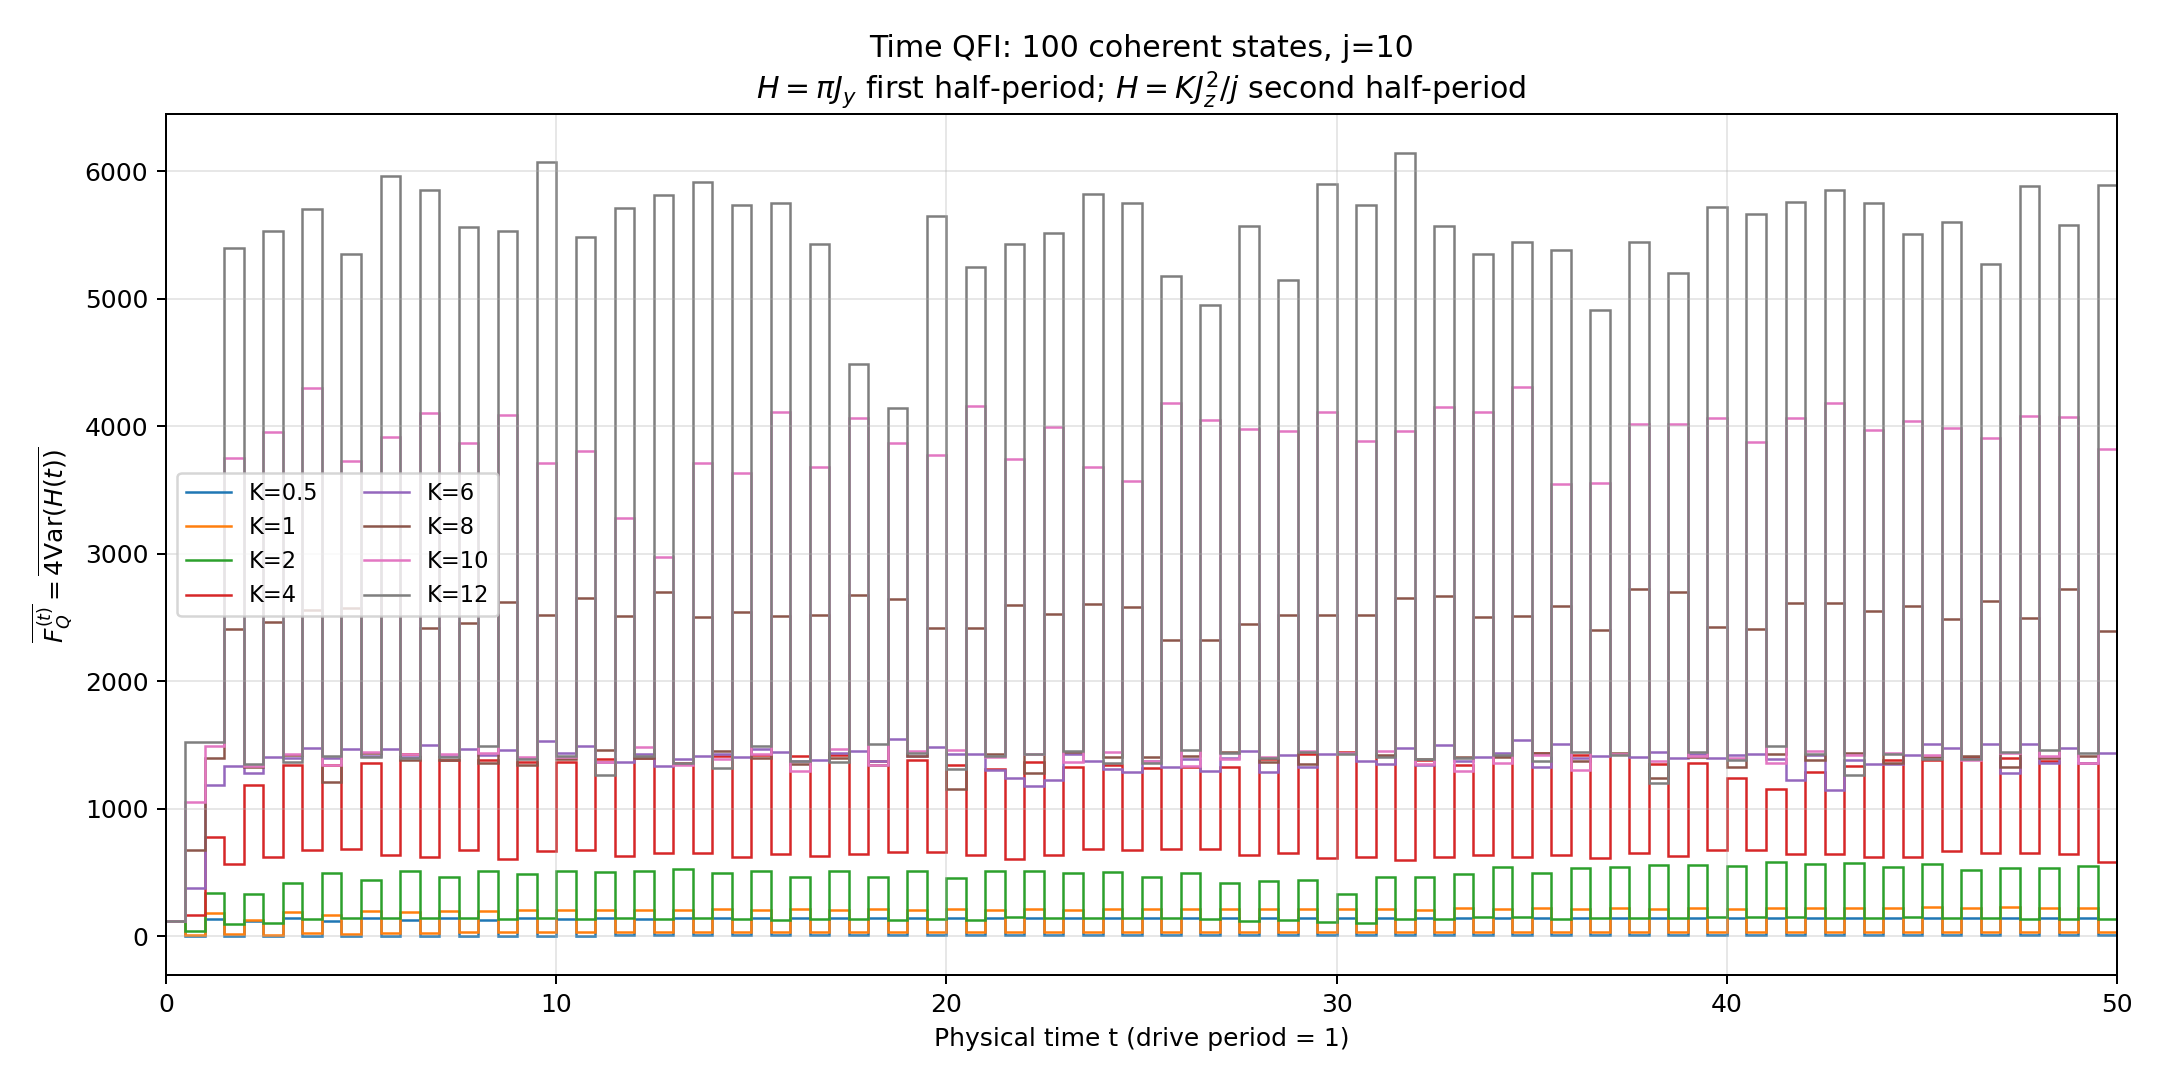 Time QFI: 100 coherent states, j=10
H = πJ_y first half-period; H = KJ_z^2/j second half-period
6000
5000
4000
3000
2000
1000
0
\overline{F_Q^{(t)}} = \overline{4Var(H(t))}
K=0.5
K=1
K=2
K=4
K=6
K=8
K=10
K=12
0
10
20
30
40
50
Physical time t (drive period = 1)